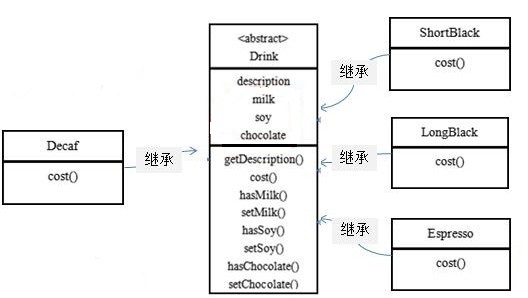 <abstract>
Drink
description
milk
soy
chocolate
getDescription()
cost()
hasMilk()
setMilk()
hasSoy()
setSoy()
hasChocolate()
setChocolate()
Decaf
cost()
继承
ShortBlack
cost()
继承
LongBlack
cost()
继承
Espresso
cost()
继承